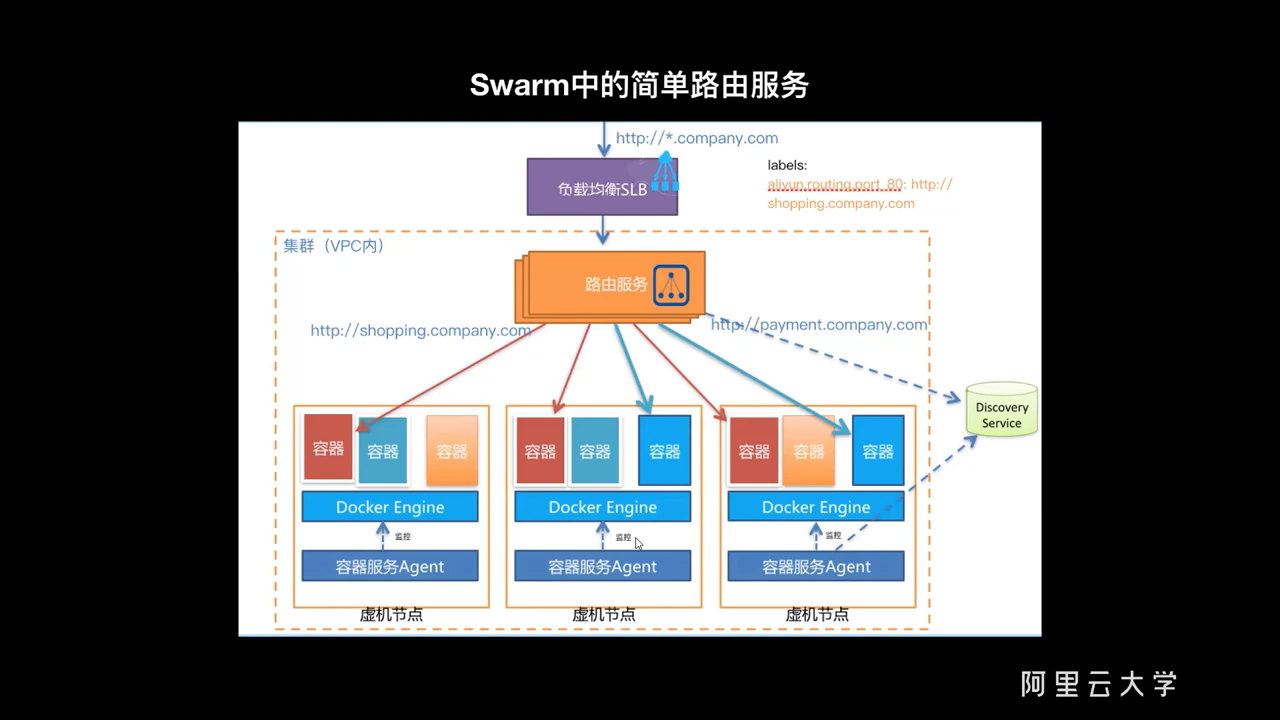 Swarm中的简单路由服务
http://*.company.com
负载均衡SLB
labels:
aliyun.routing.port_80: http://
shopping.company.com
集群（VPC内）
路由服务
http://shopping.company.com
http://payment.company.com
Discovery
Service
容器 容器 容器
容器 容器 容器
容器 容器 容器
Docker Engine
Docker Engine
Docker Engine
监控
监控
监控
容器服务Agent
容器服务Agent
容器服务Agent
虚机节点
虚机节点
虚机节点
阿里云大学